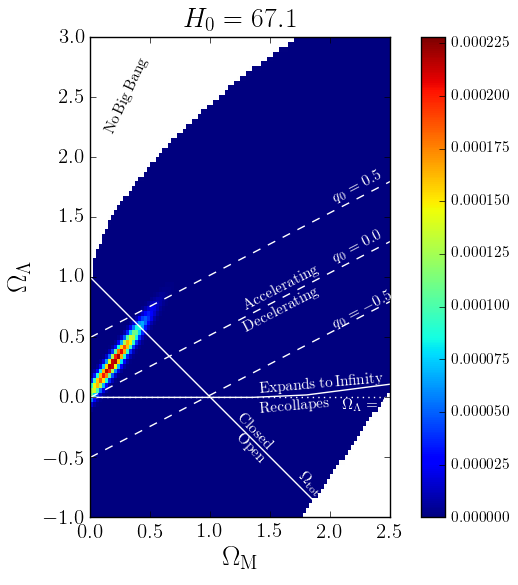 H₀ = 67.1
No Big Bang
q₀ = 0.5
q₀ = 0.0
q₀ = −0.5
Accelerating
Decelerating
Expands to Infinity
Recollapes Ω_Λ =
Closed
Open
Ω_tot
3.0
2.5
2.0
1.5
1.0
0.5
0.0
−0.5
−1.0
Ω_Λ
0.0 0.5 1.0 1.5 2.0 2.5
Ω_M
0.000225
0.000200
0.000175
0.000150
0.000125
0.000100
0.000075
0.000050
0.000025
0.000000